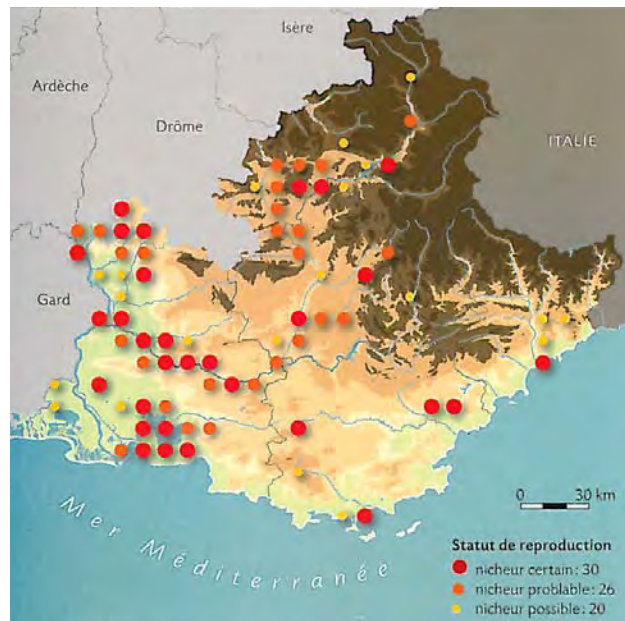 Isère
Ardèche
Drôme
ITALIE
Gard
0 30 km
Mer Méditerranée
Statut de reproduction
nicheur certain : 30
nicheur problable : 26
nicheur possible : 20